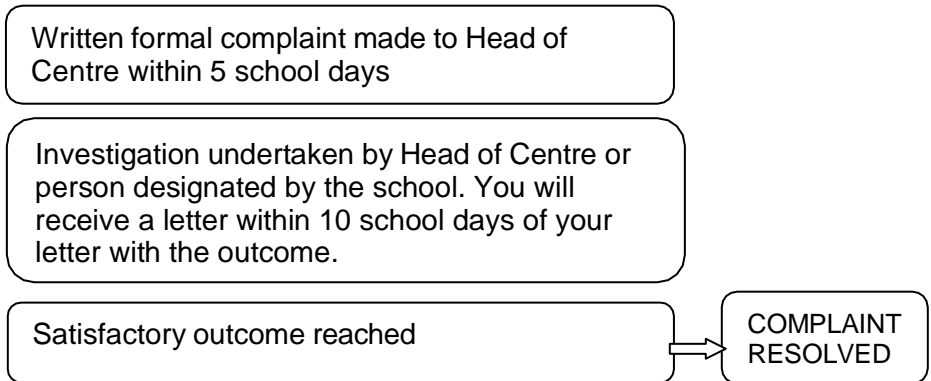 Written formal complaint made to Head of
Centre within 5 school days
Investigation undertaken by Head of Centre or
person designated by the school. You will
receive a letter within 10 school days of your
letter with the outcome.
Satisfactory outcome reached
COMPLAINT
RESOLVED